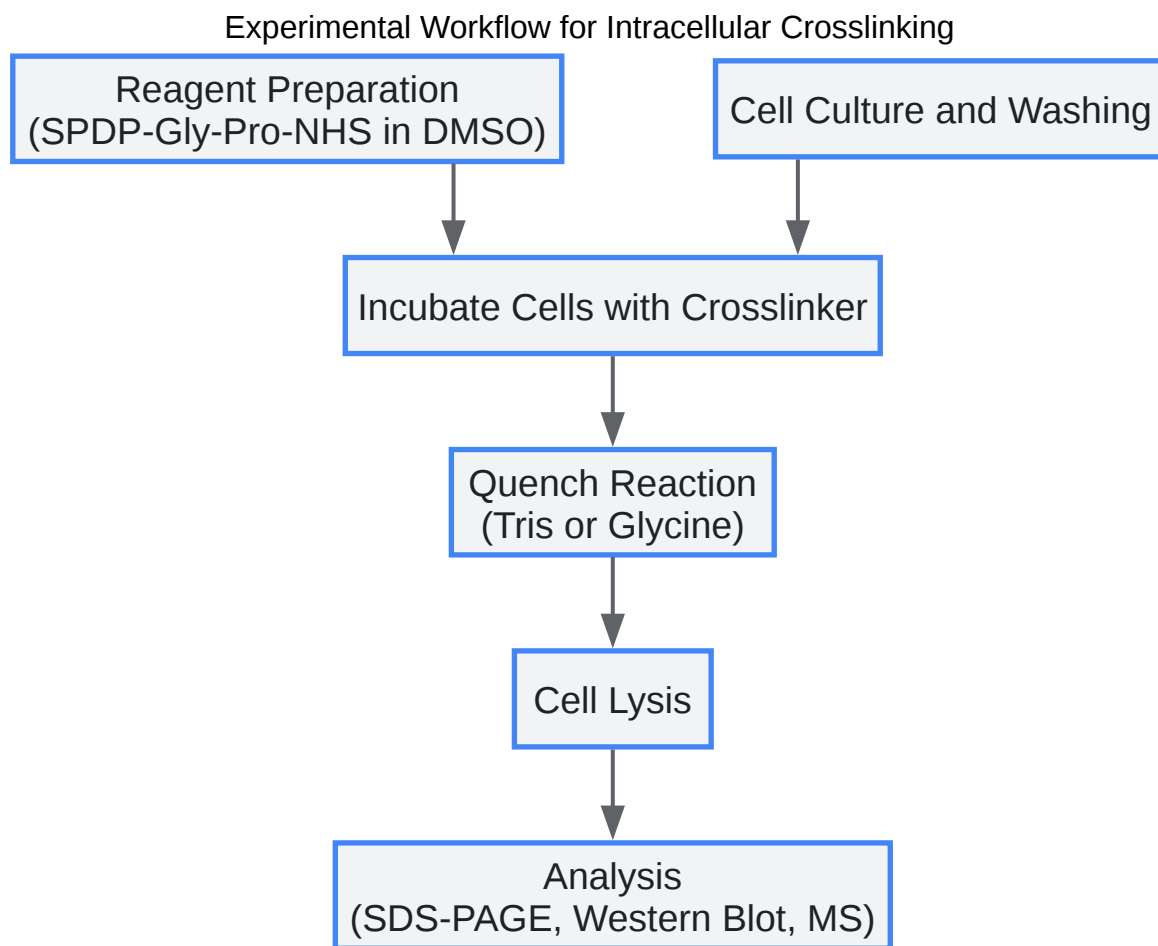 Experimental Workflow for Intracellular Crosslinking
Reagent Preparation
(SPDP-Gly-Pro-NHS in DMSO)
Cell Culture and Washing
Incubate Cells with Crosslinker
Quench Reaction
(Tris or Glycine)
Cell Lysis
Analysis
(SDS-PAGE, Western Blot, MS)